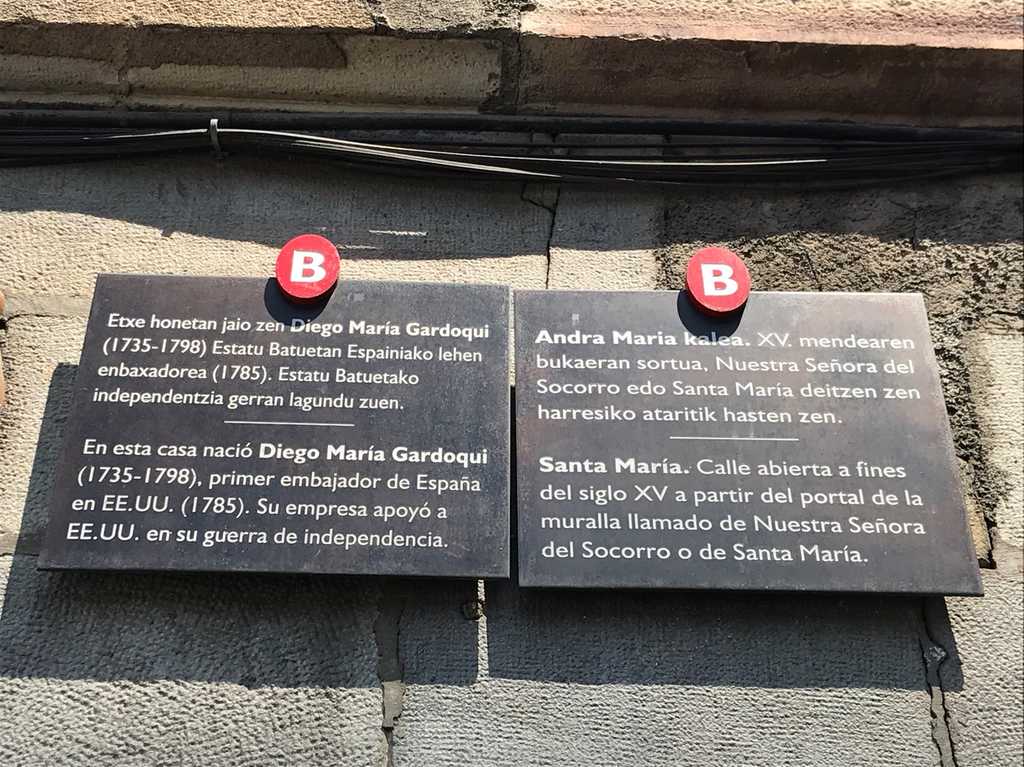 B
Etxe honetan jaio zen Diego María Gardoqui
(1735-1798) Estatu Batuetan Espainiako lehen
enbaxadorea (1785). Estatu Batuetako
independentzia gerran lagundu zuen.
En esta casa nació Diego María Gardoqui
(1735-1798), primer embajador de España
en EE.UU. (1785). Su empresa apoyó a
EE.UU. en su guerra de independencia.
B
Andra Maria kalea. XV. mendearen
bukaeran sortua, Nuestra Señora del
Socorro edo Santa María deitzen zen
harresiko ataritik hasten zen.
Santa María. Calle abierta a fines
del siglo XV a partir del portal de la
muralla llamado de Nuestra Señora
del Socorro o de Santa María.